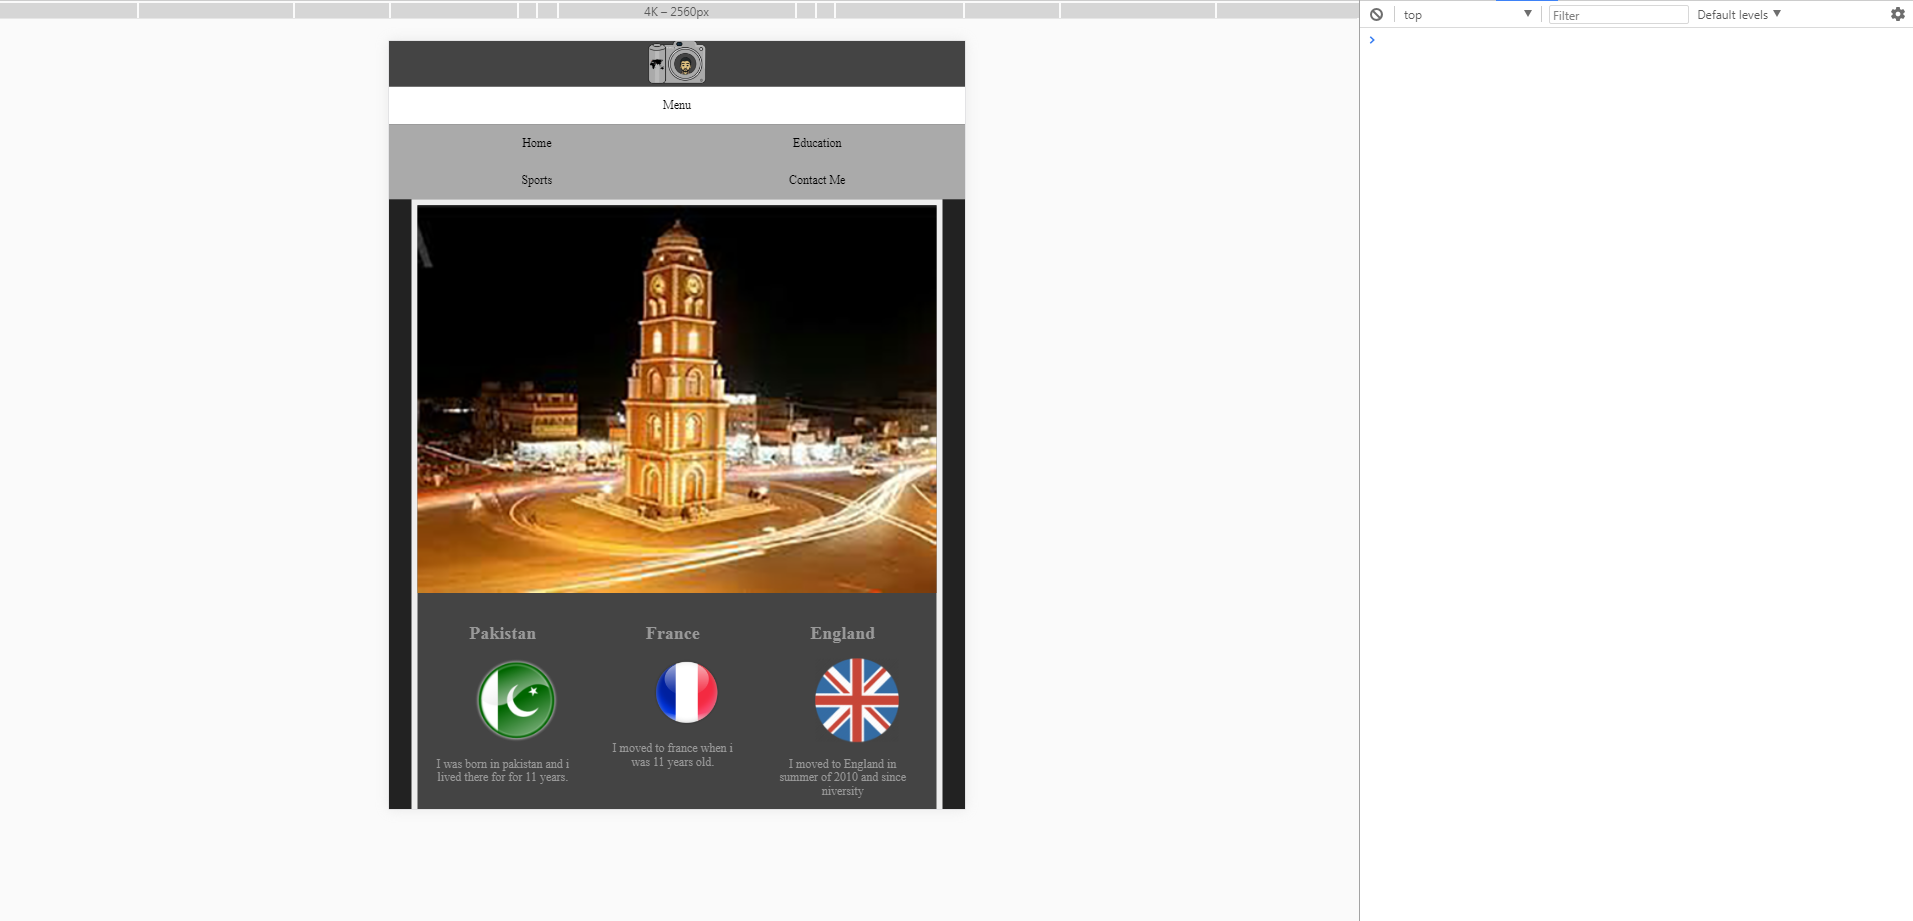 4K – 2560px
top
Filter
Default levels
Menu
Home
Education
Sports
Contact Me
A
Pakistan
France
England
I was born in pakistan and i
lived there for for 11 years.
I moved to france when i
was 11 years old.
I moved to England in
summer of 2010 and since
niversity